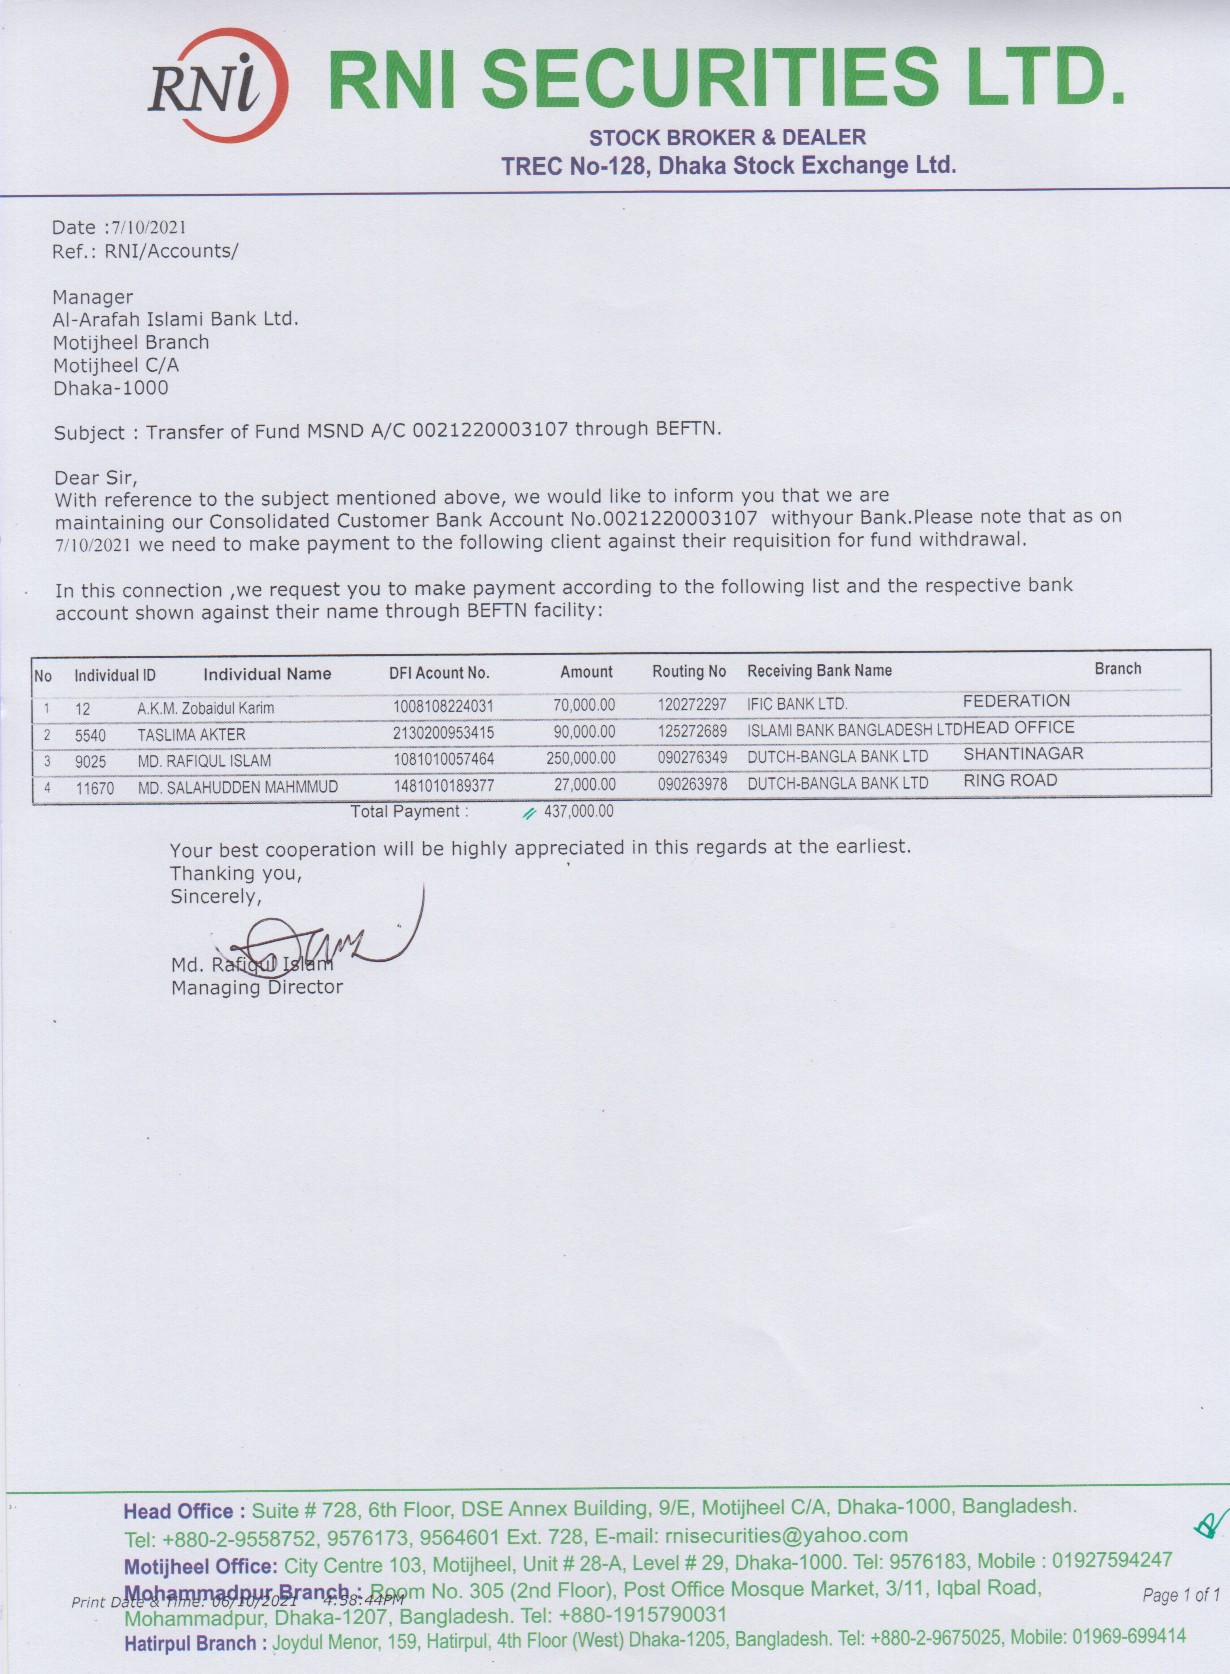 RNi RNI SECURITIES LTD.
STOCK BROKER & DEALER
TREC No-128, Dhaka Stock Exchange Ltd.
Date :7/10/2021
Ref.: RNI/Accounts/
Manager
Al-Arafah Islami Bank Ltd.
Motijheel Branch
Motijheel C/A
Dhaka-1000
Subject : Transfer of Fund MSND A/C 0021220003107 through BEFTN.
Dear Sir,
With reference to the subject mentioned above, we would like to inform you that we are
maintaining our Consolidated Customer Bank Account No.0021220003107 withyour Bank.Please note that as on
7/10/2021 we need to make payment to the following client against their requisition for fund withdrawal.
In this connection ,we request you to make payment according to the following list and the respective bank
account shown against their name through BEFTN facility:
No Individual ID Individual Name DFI Acount No. Amount Routing No Receiving Bank Name Branch
1 12 A.K.M. Zobaidul Karim 1008108224031 70,000.00 120272297 IFIC BANK LTD. FEDERATION
2 5540 TASLIMA AKTER 2130200953415 90,000.00 125272689 ISLAMI BANK BANGLADESH LTD HEAD OFFICE
3 9025 MD. RAFIQUL ISLAM 1081010057464 250,000.00 090276349 DUTCH-BANGLA BANK LTD SHANTINAGAR
4 11670 MD. SALAHUDDEN MAHMMUD 1481010189377 27,000.00 090263978 DUTCH-BANGLA BANK LTD RING ROAD
Total Payment : 437,000.00
Your best cooperation will be highly appreciated in this regards at the earliest.
Thanking you,
Sincerely,
Md. Rafiqul Islam
Managing Director
Head Office : Suite # 728, 6th Floor, DSE Annex Building, 9/E, Motijheel C/A, Dhaka-1000, Bangladesh.
Tel: +880-2-9558752, 9576173, 9564601 Ext. 728, E-mail: rnisecurities@yahoo.com
Motijheel Office: City Centre 103, Motijheel, Unit # 28-A, Level # 29, Dhaka-1000. Tel: 9576183, Mobile : 01927594247
Mohammadpur Branch : Room No. 305 (2nd Floor), Post Office Mosque Market, 3/11, Iqbal Road,
Print Date & Time: 06/10/2021 4:38:44PM Page 1 of 1
Mohammadpur, Dhaka-1207, Bangladesh. Tel: +880-1915790031
Hatirpul Branch : Joydul Menor, 159, Hatirpul, 4th Floor (West) Dhaka-1205, Bangladesh. Tel: +880-2-9675025, Mobile: 01969-699414